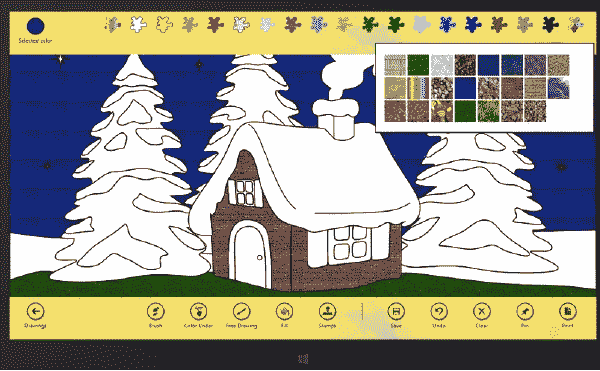 Selected color
Drawings
Brush
Color Under
Free Drawing
Fill
Stamps
Save
Undo
Clear
Pin
Print